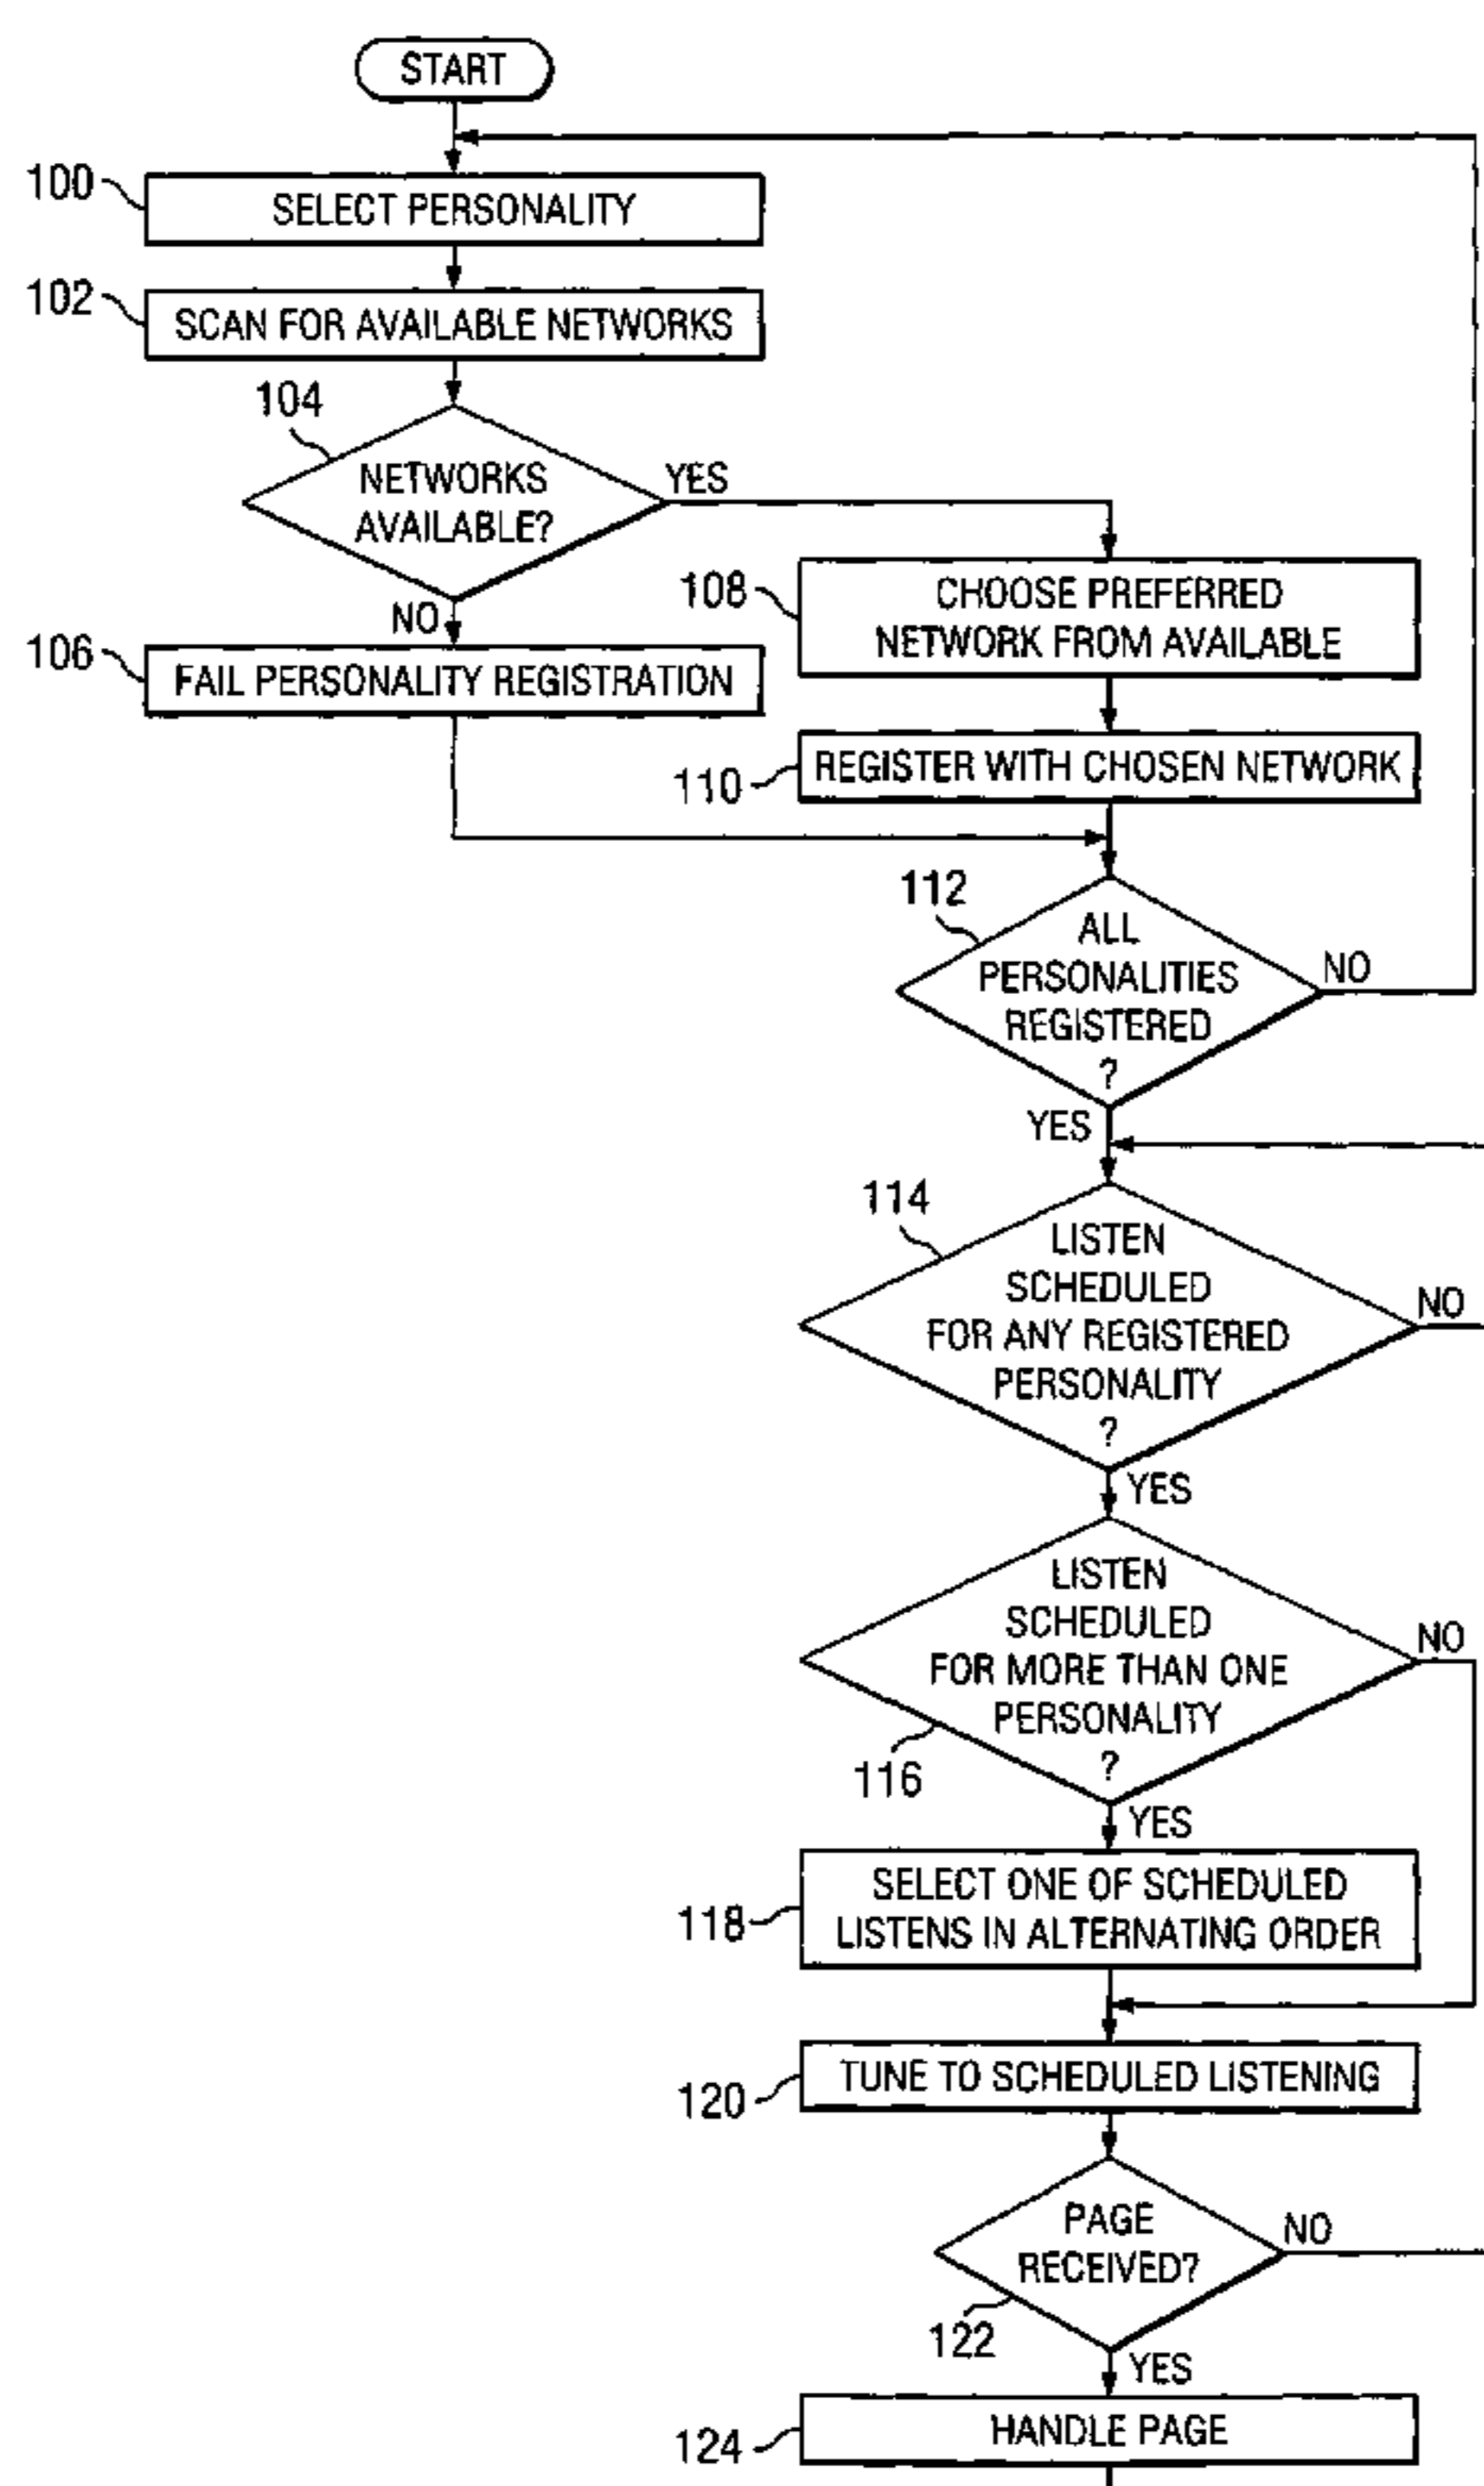 START
100
SELECT PERSONALITY
102
SCAN FOR AVAILABLE NETWORKS
104
NETWORKS
AVAILABLE?
YES
NO
106
FAIL PERSONALITY REGISTRATION
108
CHOOSE PREFERRED
NETWORK FROM AVAILABLE
110
REGISTER WITH CHOSEN NETWORK
112
ALL
PERSONALITIES
REGISTERED
?
NO
YES
114
LISTEN
SCHEDULED
FOR ANY REGISTERED
PERSONALITY
?
NO
YES
LISTEN
SCHEDULED
FOR MORE THAN ONE
PERSONALITY
?
NO
116
YES
118
SELECT ONE OF SCHEDULED
LISTENS IN ALTERNATING ORDER
120
TUNE TO SCHEDULED LISTENING
PAGE
RECEIVED?
NO
122
YES
124
HANDLE PAGE